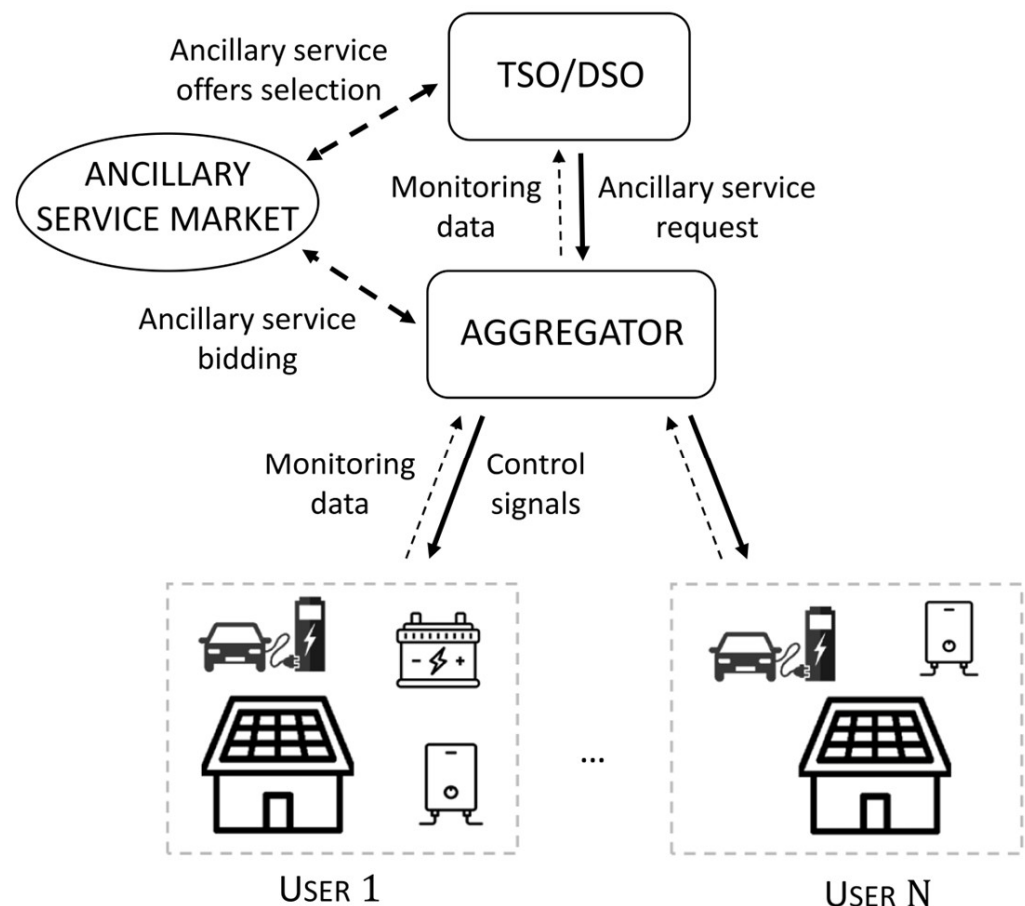 Ancillary service
offers selection
TSO/DSO
ANCILLARY
SERVICE MARKET
Monitoring
data
Ancillary service
request
Ancillary service
bidding
AGGREGATOR
Monitoring
data
Control
signals
- +
...
USER 1
USER N